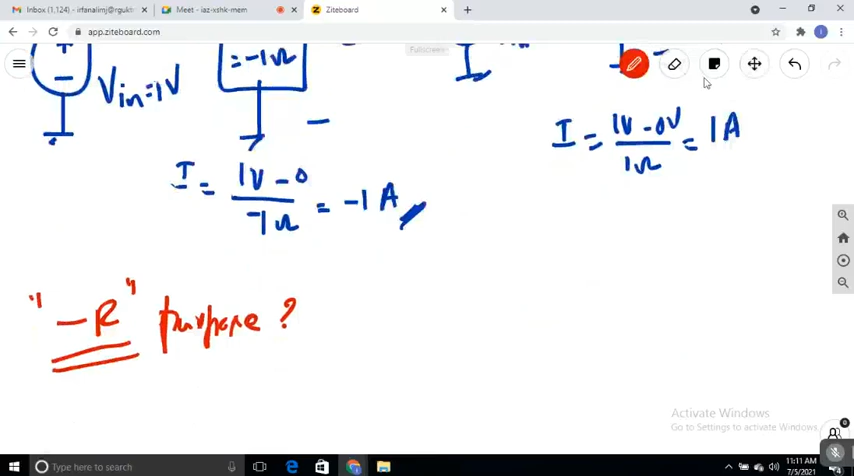 Inbox (1,124) - irfanalimj@rgukt
Meet - iaz-xshk-mem
Ziteboard
app.ziteboard.com
Fullscreen
+
−
Vin=1V
=-1Ω
−
I = 1V-0 / -1Ω = -1 A
I = 1V-0V / 1Ω = 1A
"-R" purpose ?
Activate Windows
Go to Settings to activate Windows.
0
Type here to search
11:11 AM
7/5/2021